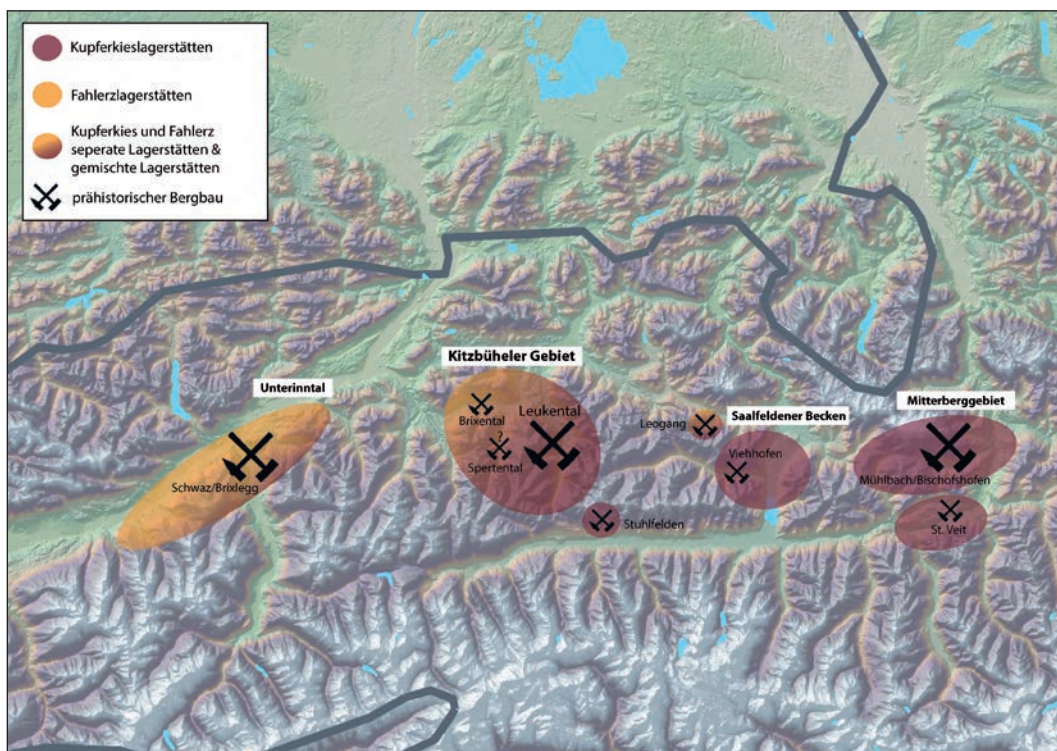 Kupferkieslagerstätten
Fahlerzlagerstätten
Kupferkies und Fahlerz
seperate Lagerstätten &
gemischte Lagerstätten
prähistorischer Bergbau
Unterinntal
Schwaz/Brixlegg
Kitzbüheler Gebiet
Brixental
Leukental
?
Spertental
Stuhlfelden
Leogang
Saalfeldener Becken
Viehhofen
Mitterberggebiet
Mühlbach/Bischofshofen
St. Veit